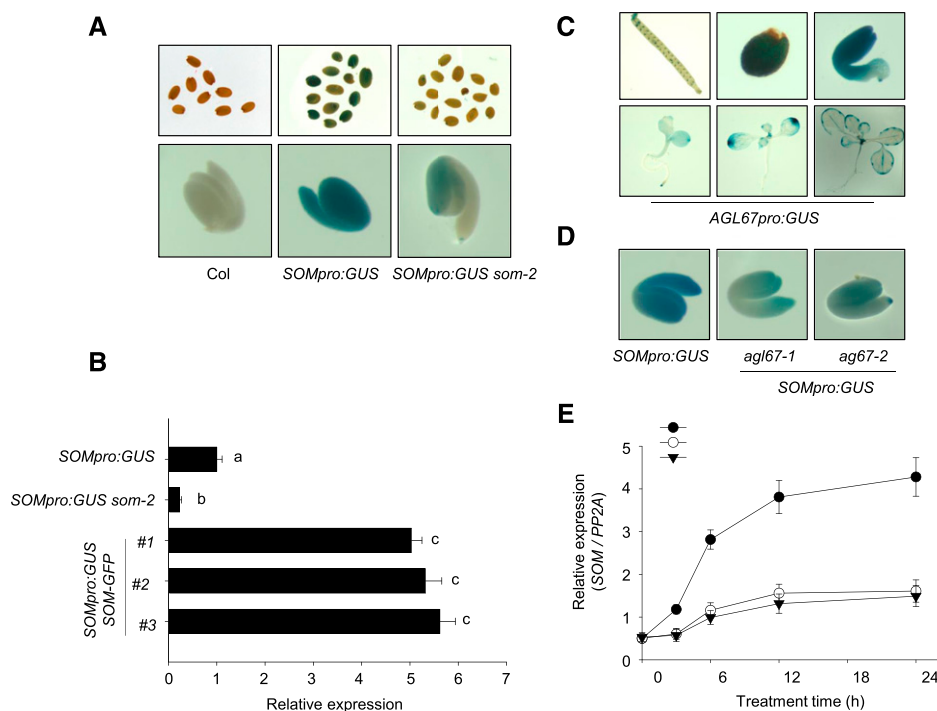 A
Col
SOMpro:GUS
SOMpro:GUS som-2
B
SOMpro:GUS
SOMpro:GUS som-2
SOMpro:GUS
SOM-GFP
#1
#2
#3
a
b
c
c
c
0 1 2 3 4 5 6 7
Relative expression
C
AGL67pro:GUS
D
SOMpro:GUS
agl67-1
ag67-2
SOMpro:GUS
E
Relative expression
(SOM / PP2A)
5
4
3
2
1
0
0 6 12 18 24
Treatment time (h)